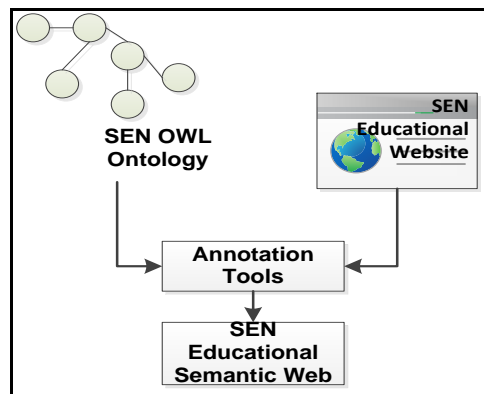 SEN OWL
Ontology
SEN
Educational
Website
Annotation
Tools
SEN
Educational
Semantic Web